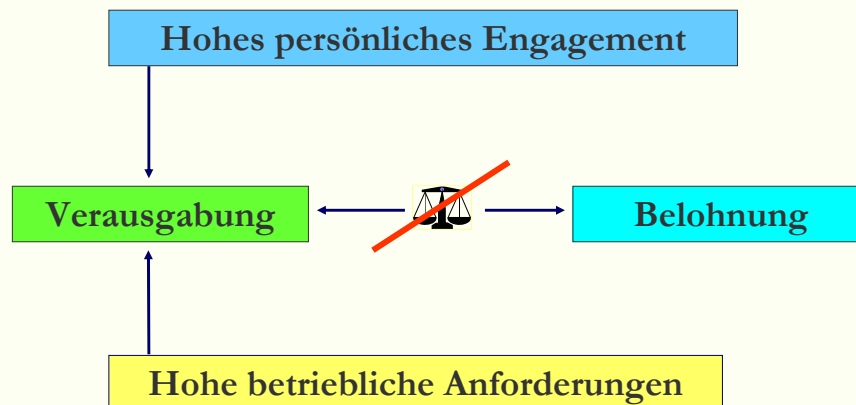 Hohes persönliches Engagement
Verausgabung
Belohnung
Hohe betriebliche Anforderungen